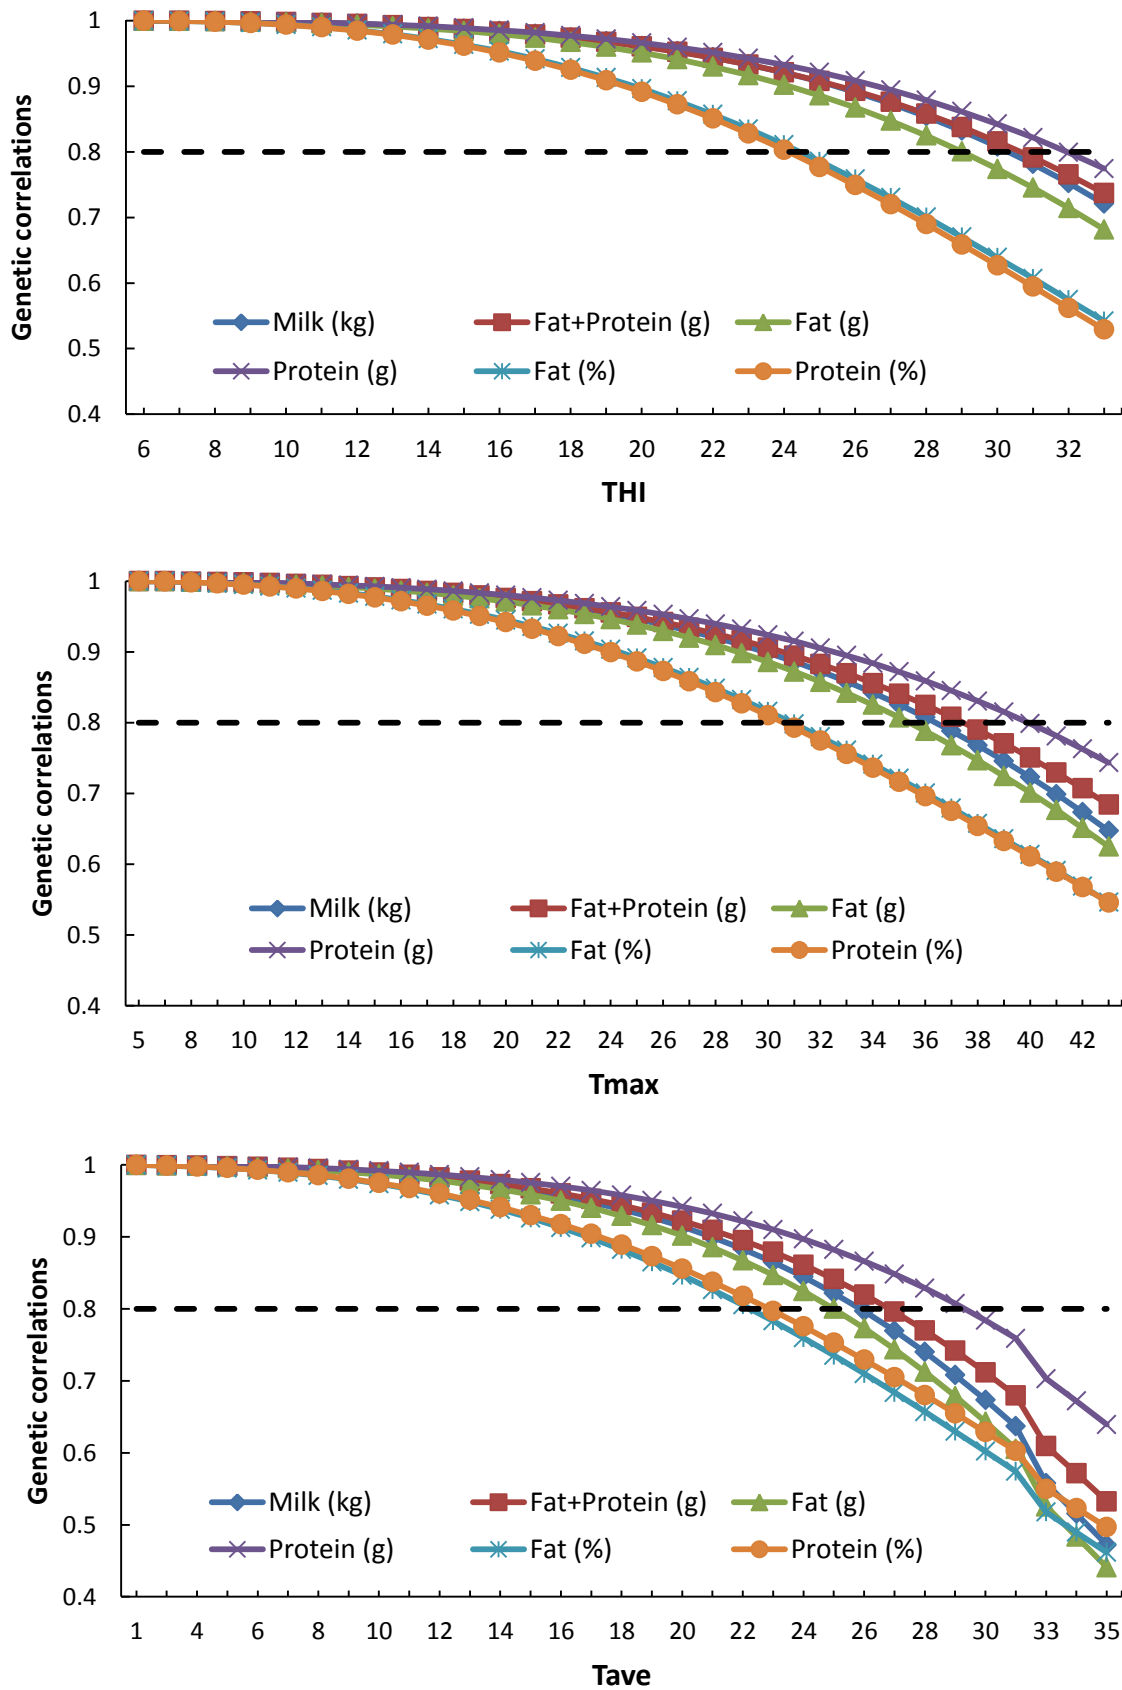 1
0.9
0.8
0.7
0.6
0.5
0.4
Genetic correlations
Milk (kg) Fat+Protein (g) Fat (g)
Protein (g) Fat (%) Protein (%)
6 8 10 12 14 16 18 20 22 24 26 28 30 32
THI
1
0.9
0.8
0.7
0.6
0.5
0.4
Genetic correlations
Milk (kg) Fat+Protein (g) Fat (g)
Protein (g) Fat (%) Protein (%)
5 8 10 12 14 16 18 20 22 24 26 28 30 32 34 36 38 40 42
Tmax
1
0.9
0.8
0.7
0.6
0.5
0.4
Genetic correlations
Milk (kg) Fat+Protein (g) Fat (g)
Protein (g) Fat (%) Protein (%)
1 4 6 8 10 12 14 16 18 20 22 24 26 28 30 33 35
Tave